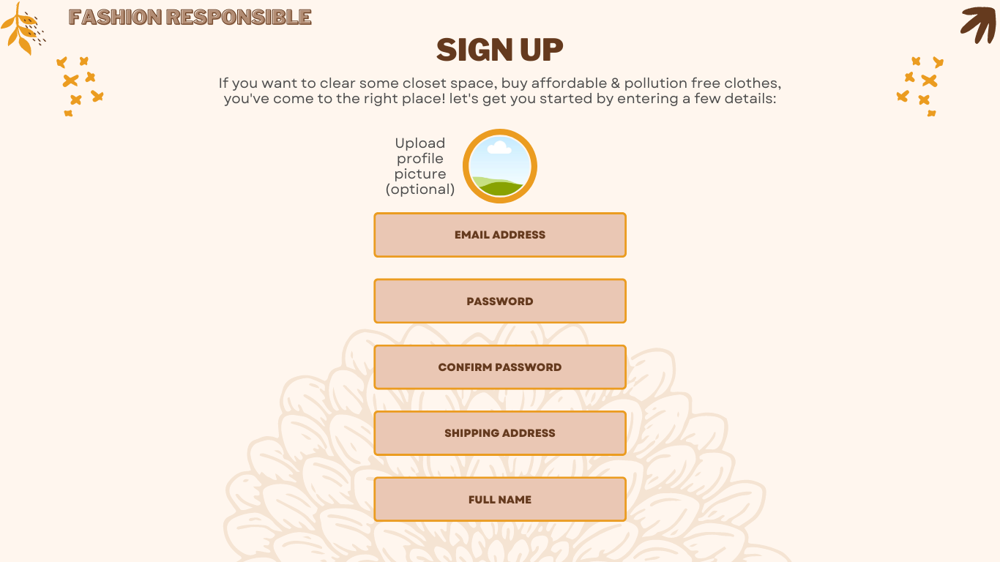 FASHION RESPONSIBLE
SIGN UP
If you want to clear some closet space, buy affordable & pollution free clothes,
you've come to the right place! let's get you started by entering a few details:
Upload
profile
picture
(optional)
EMAIL ADDRESS
PASSWORD
CONFIRM PASSWORD
SHIPPING ADDRESS
FULL NAME